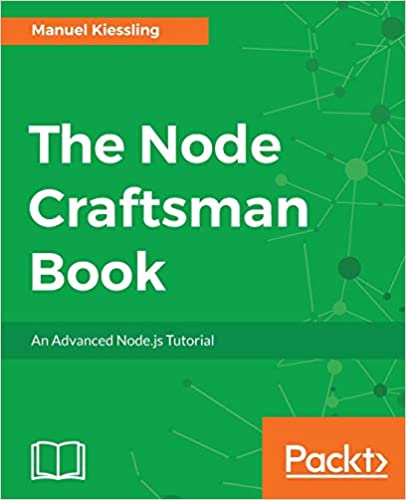 Manuel Kiessling
The Node
Craftsman
Book
An Advanced Node.js Tutorial
Packt>